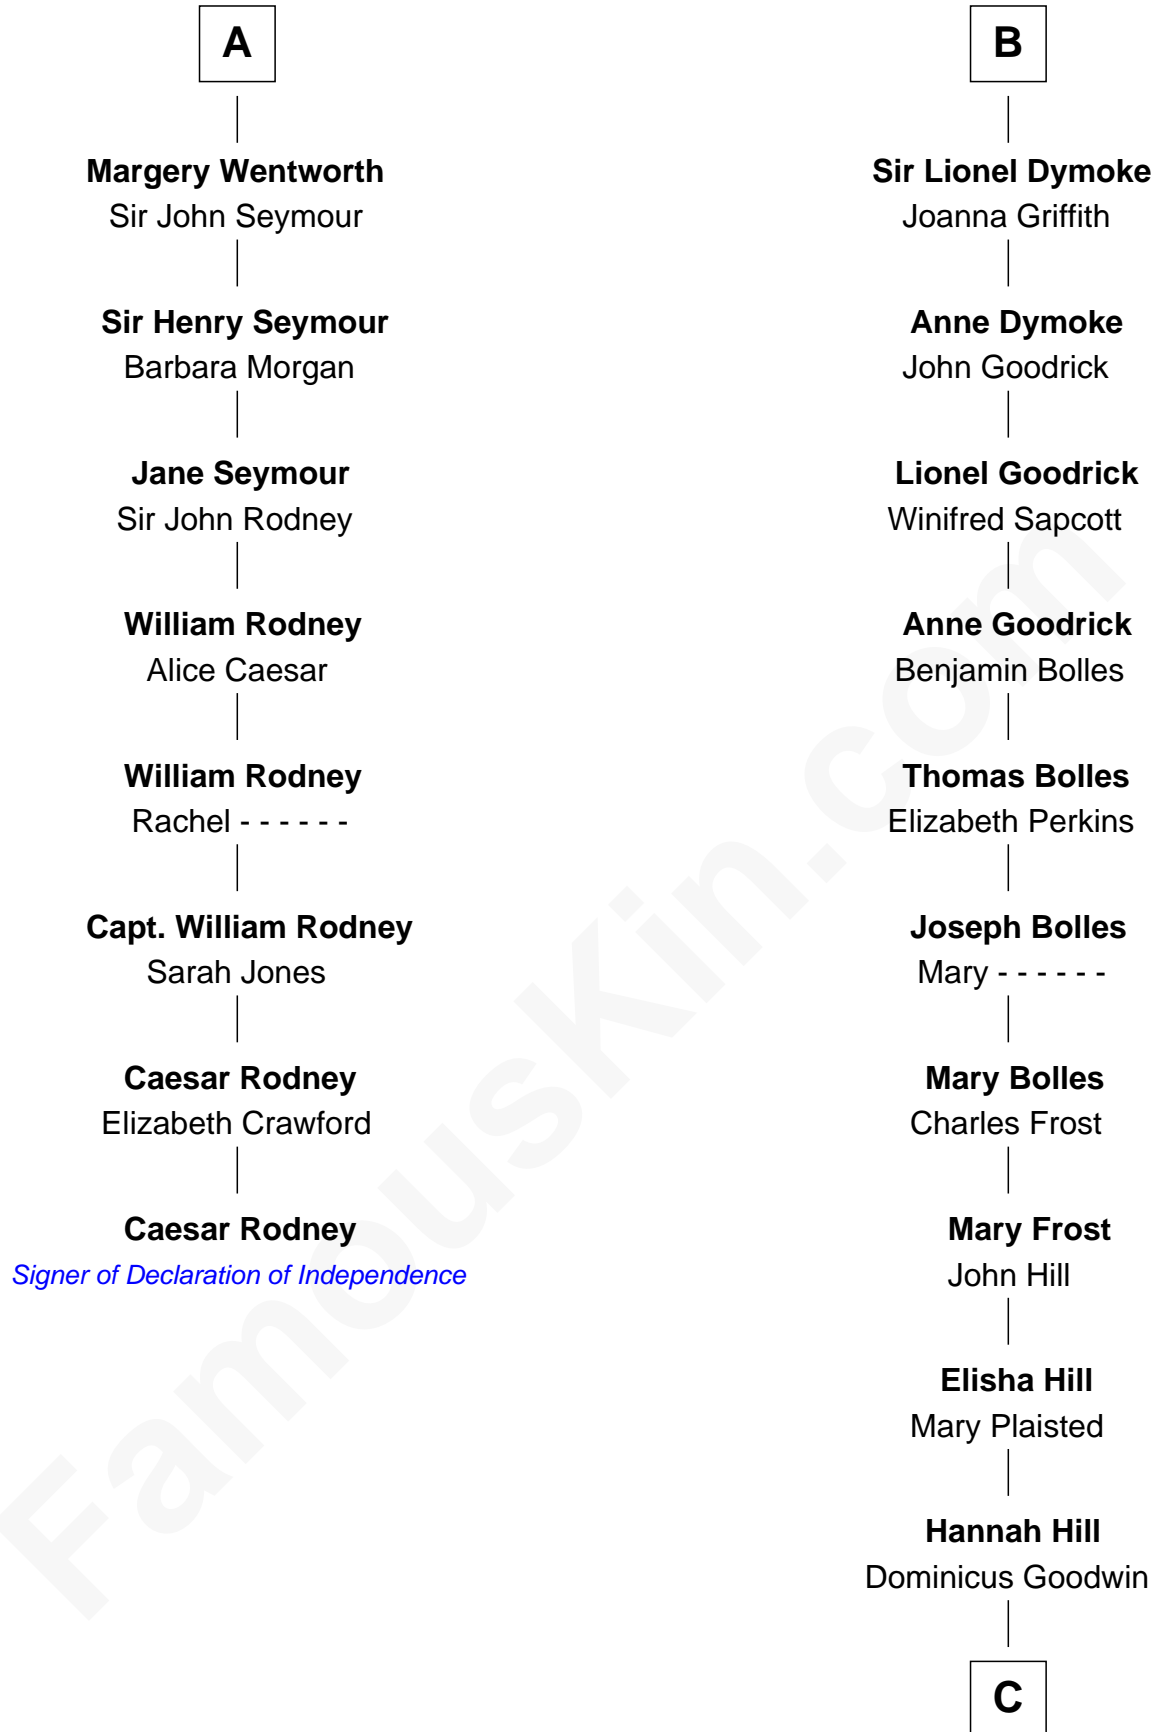 A
Margery Wentworth
Sir John Seymour
Sir Henry Seymour
Barbara Morgan
Jane Seymour
Sir John Rodney
William Rodney
Alice Caesar
William Rodney
Rachel - - - - - -
Capt. William Rodney
Sarah Jones
Caesar Rodney
Elizabeth Crawford
Caesar Rodney
Signer of Declaration of Independence
B
Sir Lionel Dymoke
Joanna Griffith
Anne Dymoke
John Goodrick
Lionel Goodrick
Winifred Sapcott
Anne Goodrick
Benjamin Bolles
Thomas Bolles
Elizabeth Perkins
Joseph Bolles
Mary - - - - - -
Mary Bolles
Charles Frost
Mary Frost
John Hill
Elisha Hill
Mary Plaisted
Hannah Hill
Dominicus Goodwin
C
FamousKin.com